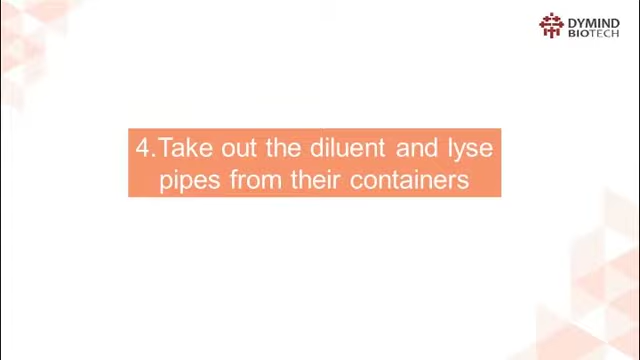 DYMIND
BIOTECH
4.Take out the diluent and lyse
pipes from their containers